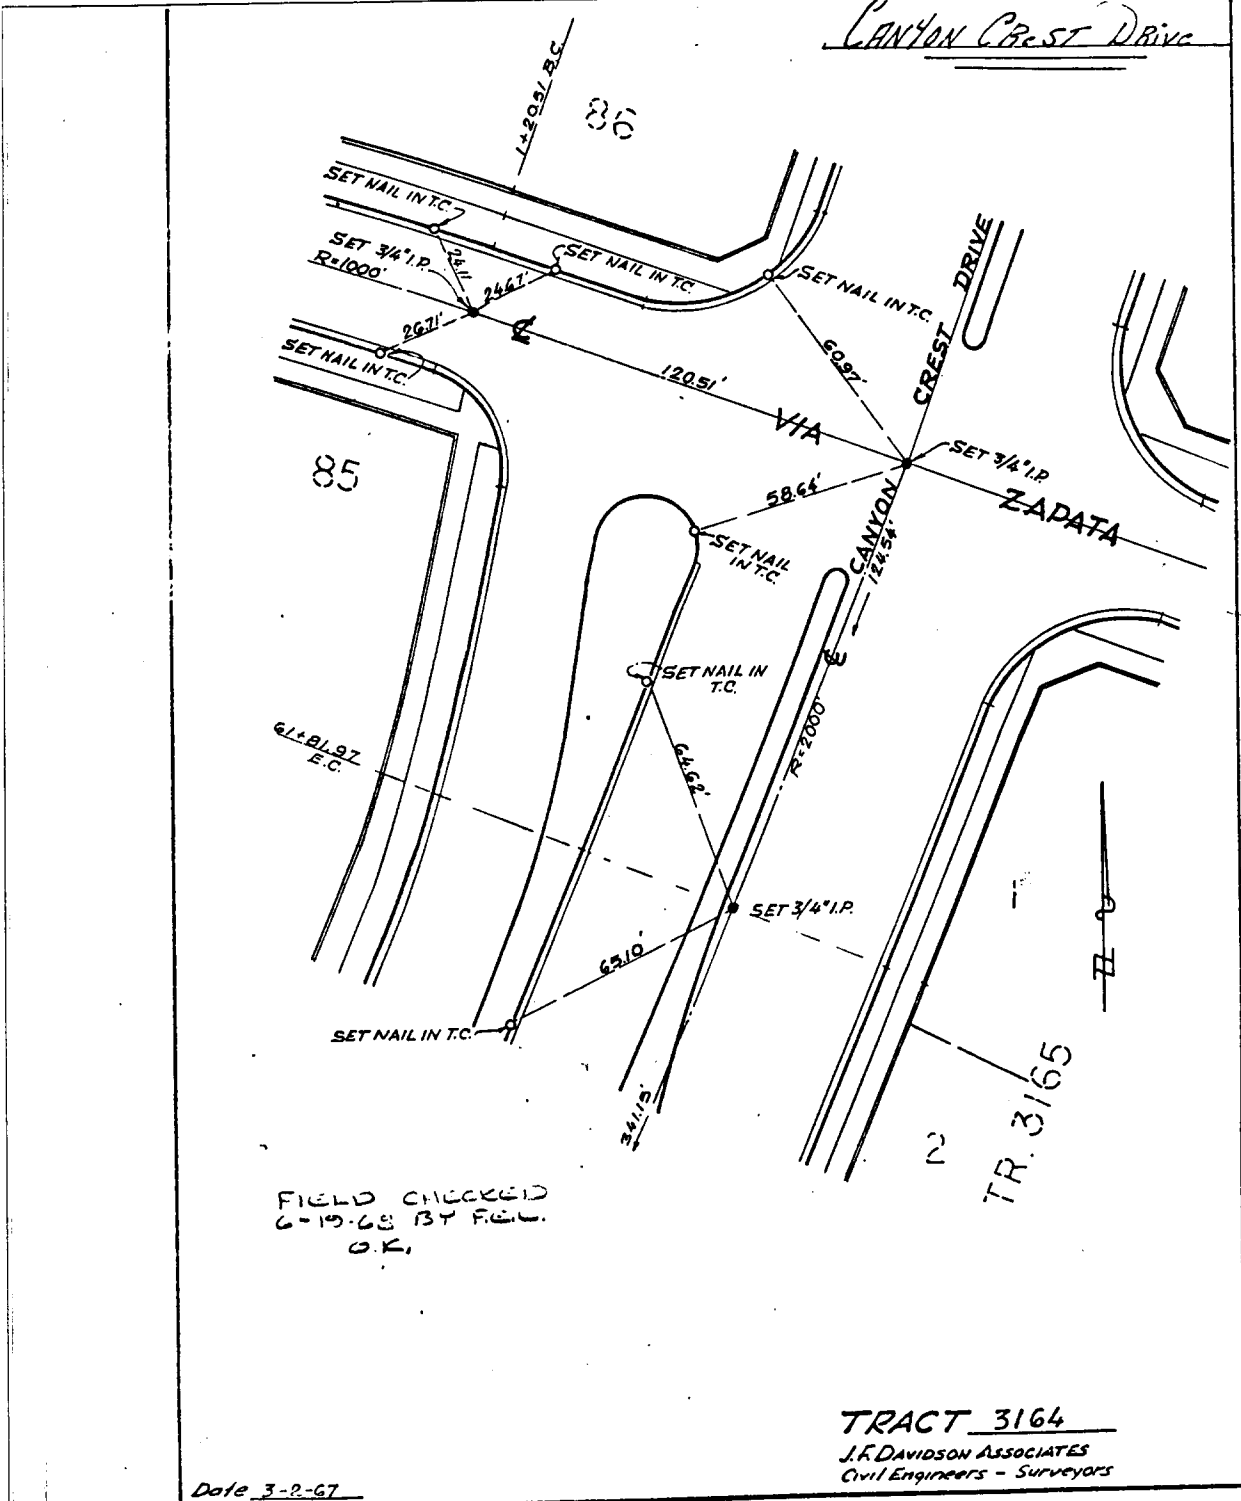 CANYON CREST DRIVE
1+20.51 B.C.
86
SET NAIL IN T.C.
SET 3/4" I.P.
R=1000'
24.11'
24.67'
SET NAIL IN T.C.
SET NAIL IN T.C.
26.71'
SET NAIL IN T.C.
℄
120.51'
60.97'
CREST DRIVE
VIA
SET 3/4" I.P.
ZAPATA
85
58.64'
SET NAIL
IN T.C.
CANYON
124.54'
SET NAIL IN
T.C.
℄
R=2000'
61+81.97
E.C.
64.62'
SET 3/4" I.P.
65.10'
SET NAIL IN T.C.
341.15'
1
2
TR. 3165
FIELD CHECKED
6-19-68 BY F.E.L.
O.K.
TRACT 3164
J.F. DAVIDSON ASSOCIATES
Civil Engineers - Surveyors
Date 3-2-67